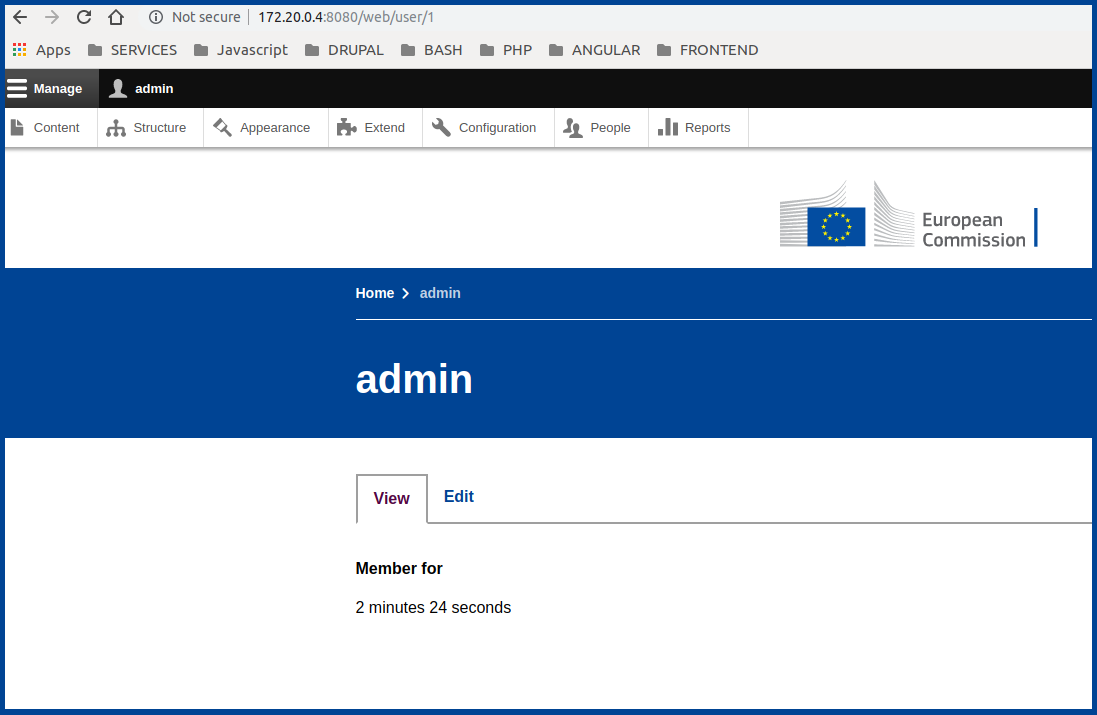 Not secure 172.20.0.4:8080/web/user/1
Apps SERVICES Javascript DRUPAL BASH PHP ANGULAR FRONTEND
Manage admin
Content Structure Appearance Extend Configuration People Reports
European
Commission
Home admin
admin
View Edit
Member for
2 minutes 24 seconds